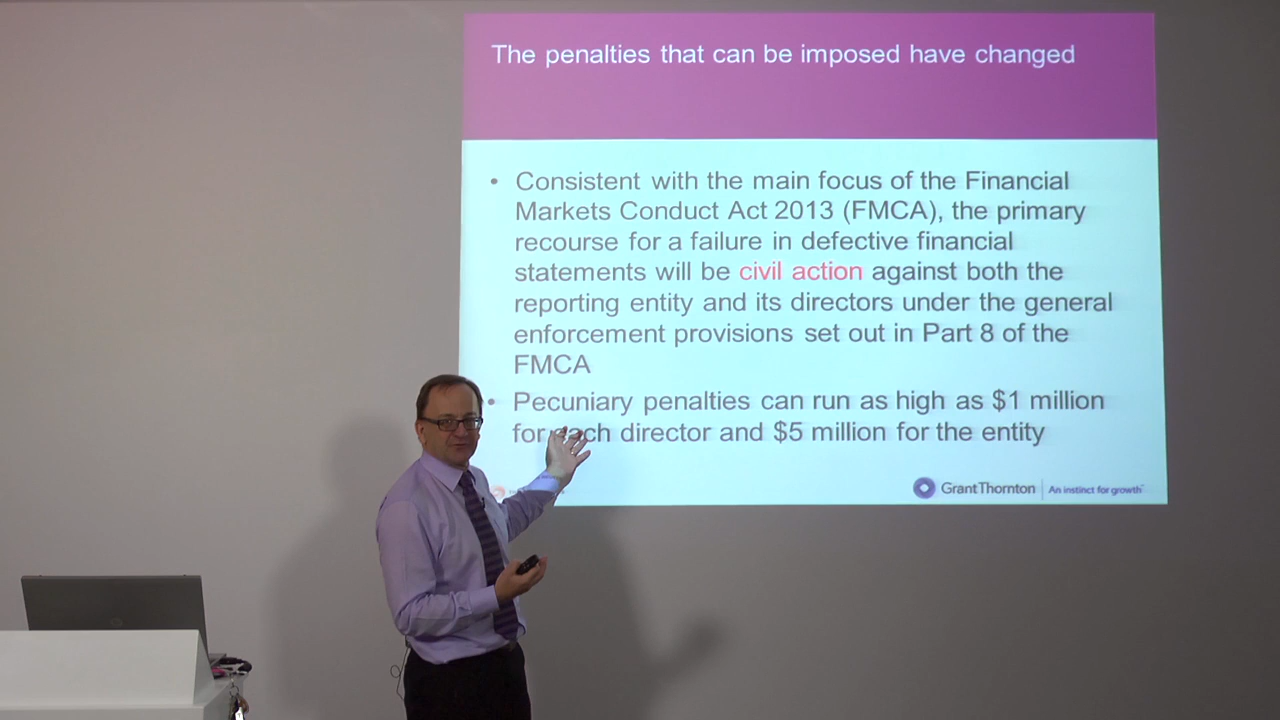 The penalties that can be imposed have changed
• Consistent with the main focus of the Financial
Markets Conduct Act 2013 (FMCA), the primary
recourse for a failure in defective financial
statements will be civil action against both the
reporting entity and its directors under the general
enforcement provisions set out in Part 8 of the
FMCA
• Pecuniary penalties can run as high as $1 million
for each director and $5 million for the entity
GrantThornton An instinct for growth™